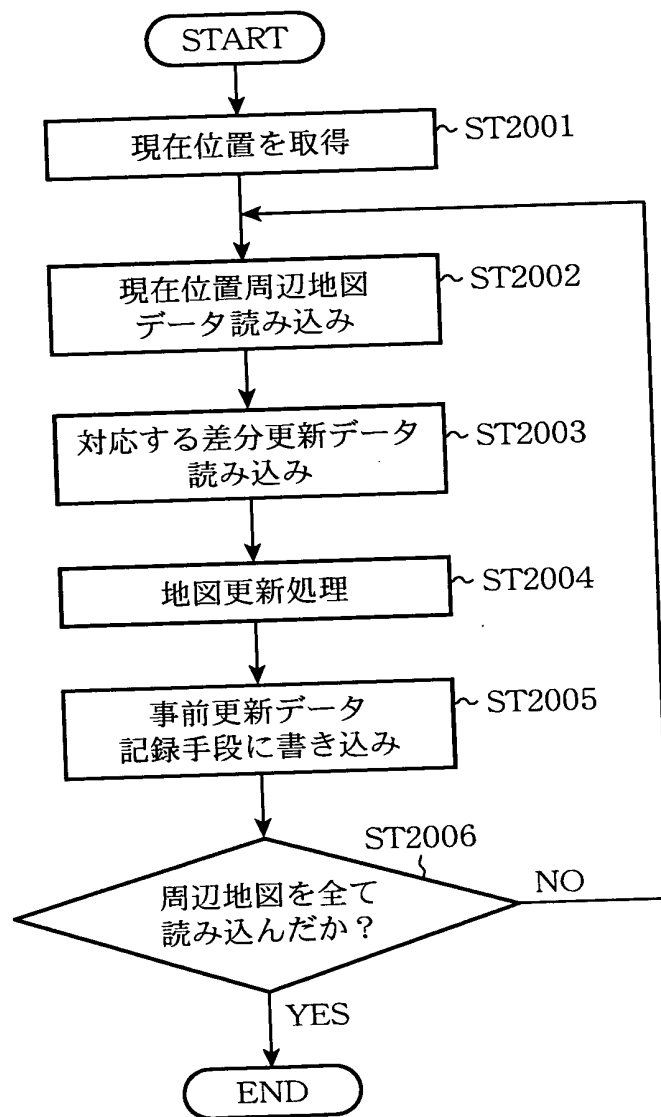 START
現在位置を取得
ST2001
現在位置周辺地図
データ読み込み
ST2002
対応する差分更新データ
読み込み
ST2003
地図更新処理
ST2004
事前更新データ
記録手段に書き込み
ST2005
ST2006
周辺地図を全て
読み込んだか？
NO
YES
END